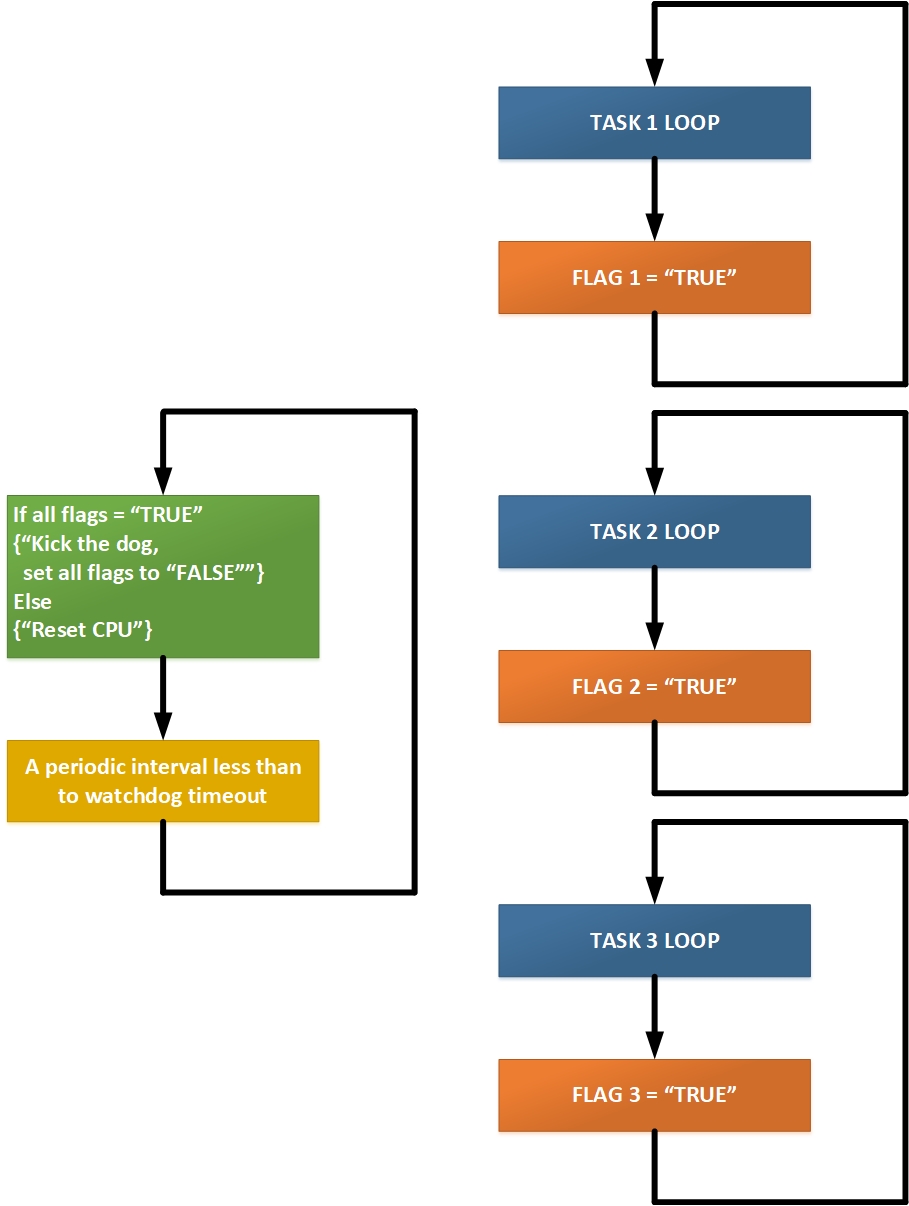 TASK 1 LOOP
FLAG 1 = “TRUE”
If all flags = “TRUE”
{“Kick the dog,
set all flags to “FALSE””}
Else
{“Reset CPU”}
A periodic interval less than
to watchdog timeout
TASK 2 LOOP
FLAG 2 = “TRUE”
TASK 3 LOOP
FLAG 3 = “TRUE”